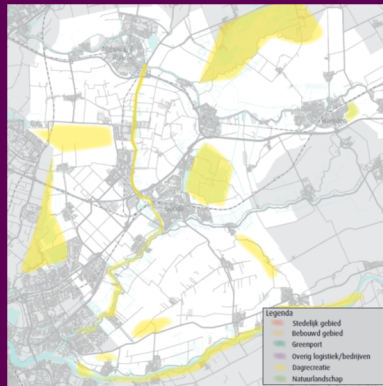 Legenda
Stedelijk gebied
Bebouwd gebied
Greenport
Overig logistiek/bedrijven
Dagrecreatie
Natuurlandschap